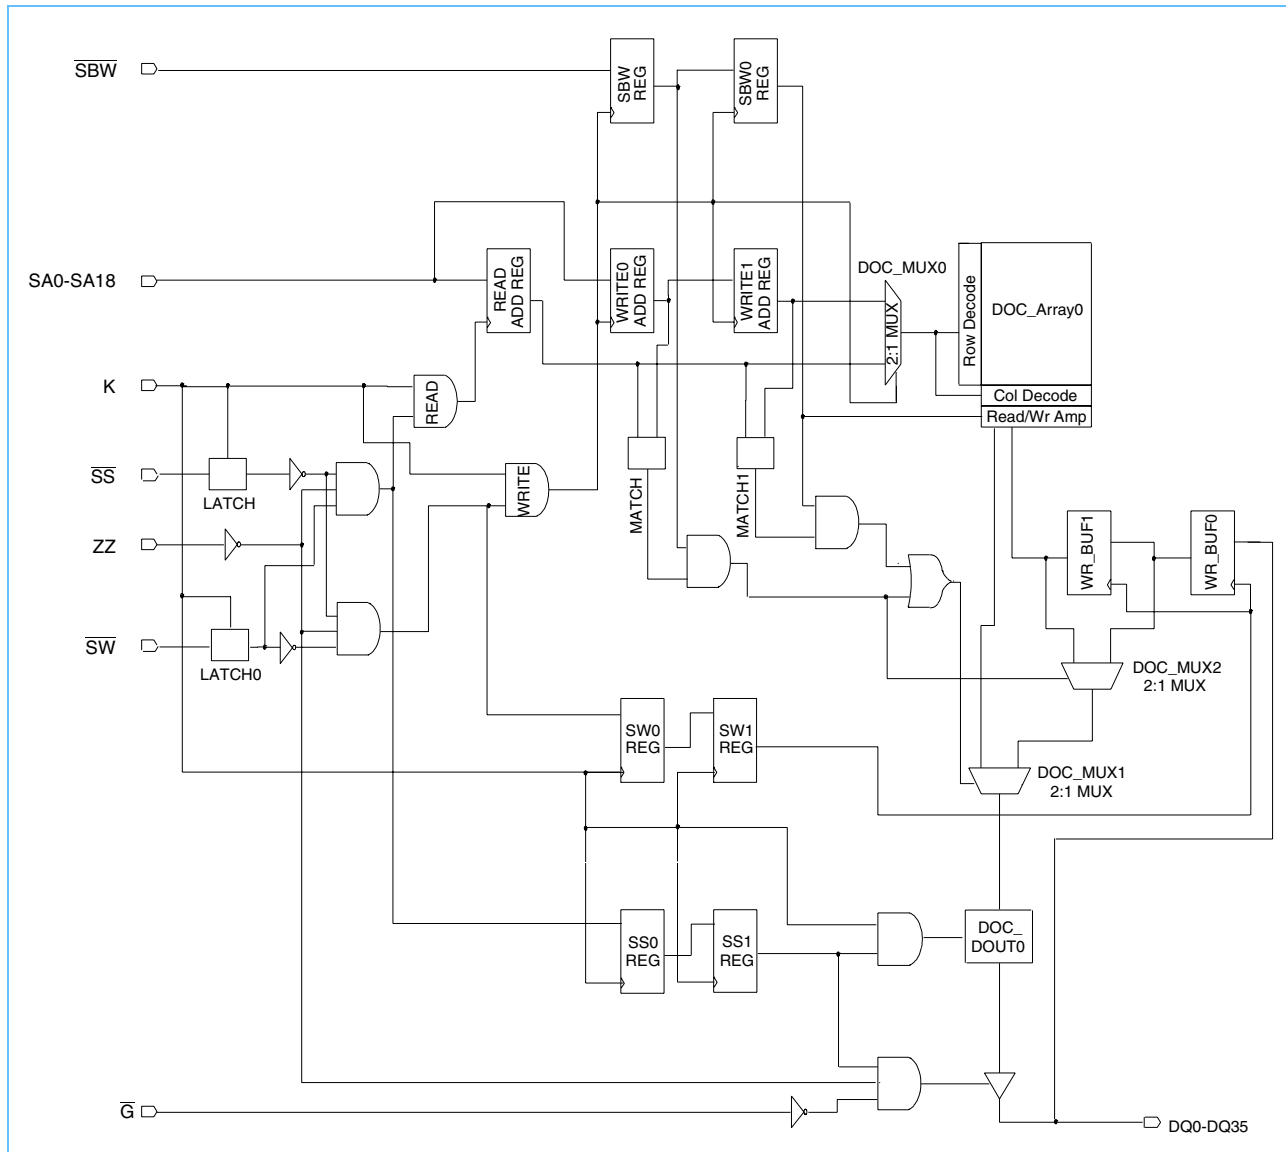 SBW
SBW
REG
SBW0
REG
SA0-SA18
READ
ADD REG
WRITE0
ADD REG
WRITE1
ADD REG
DOC_MUX0
2:1 MUX
Row Decode
DOC_Array0
Col Decode
Read/Wr Amp
K
READ
SS
LATCH
WRITE
MATCH
MATCH1
ZZ
WR_BUF1
WR_BUF0
SW
LATCH0
DOC_MUX2
2:1 MUX
SW0
REG
SW1
REG
DOC_MUX1
2:1 MUX
SS0
REG
SS1
REG
DOC_
DOUT0
G
DQ0-DQ35